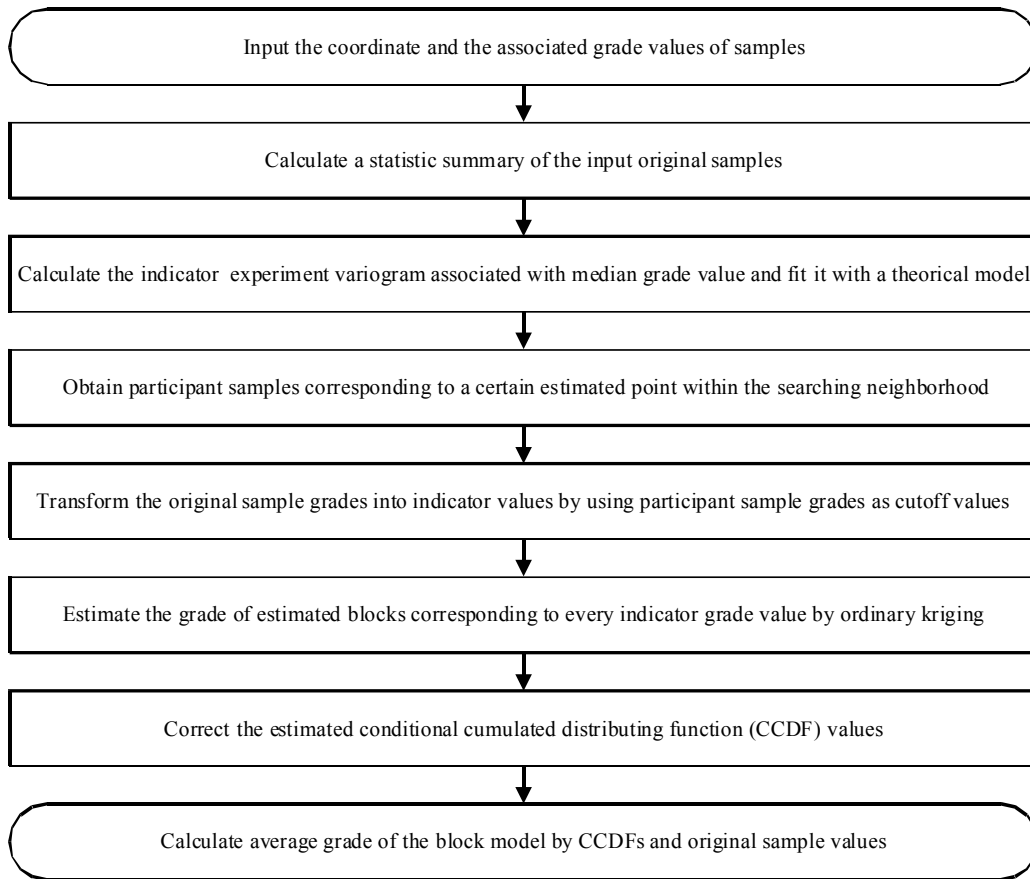 Input the coordinate and the associated grade values of samples
Calculate a statistic summary of the input original samples
Calculate the indicator experiment variogram associated with median grade value and fit it with a theorical model
Obtain participant samples corresponding to a certain estimated point within the searching neighborhood
Transform the original sample grades into indicator values by using participant sample grades as cutoff values
Estimate the grade of estimated blocks corresponding to every indicator grade value by ordinary kriging
Correct the estimated conditional cumulated distributing function (CCDF) values
Calculate average grade of the block model by CCDFs and original sample values